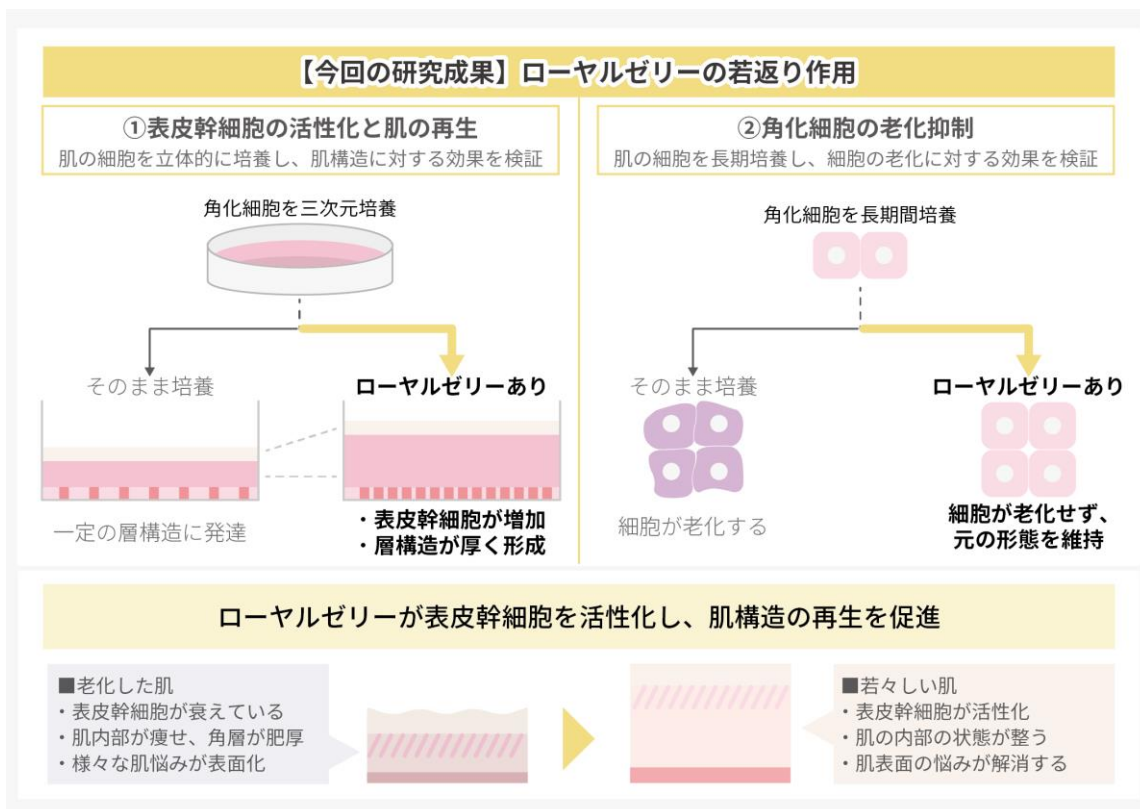 【今回の研究成果】ローヤルゼリーの若返り作用
①表皮幹細胞の活性化と肌の再生
肌の細胞を立体的に培養し、肌構造に対する効果を検証
角化細胞を三次元培養
そのまま培養
ローヤルゼリーあり
一定の層構造に発達
・表皮幹細胞が増加
・層構造が厚く形成
②角化細胞の老化抑制
肌の細胞を長期培養し、細胞の老化に対する効果を検証
角化細胞を長期間培養
そのまま培養
ローヤルゼリーあり
細胞が老化する
細胞が老化せず、
元の形態を維持
ローヤルゼリーが表皮幹細胞を活性化し、肌構造の再生を促進
■老化した肌
・表皮幹細胞が衰えている
・肌内部が痩せ、角層が肥厚
・様々な肌悩みが表面化
■若々しい肌
・表皮幹細胞が活性化
・肌の内部の状態が整う
・肌表面の悩みが解消する